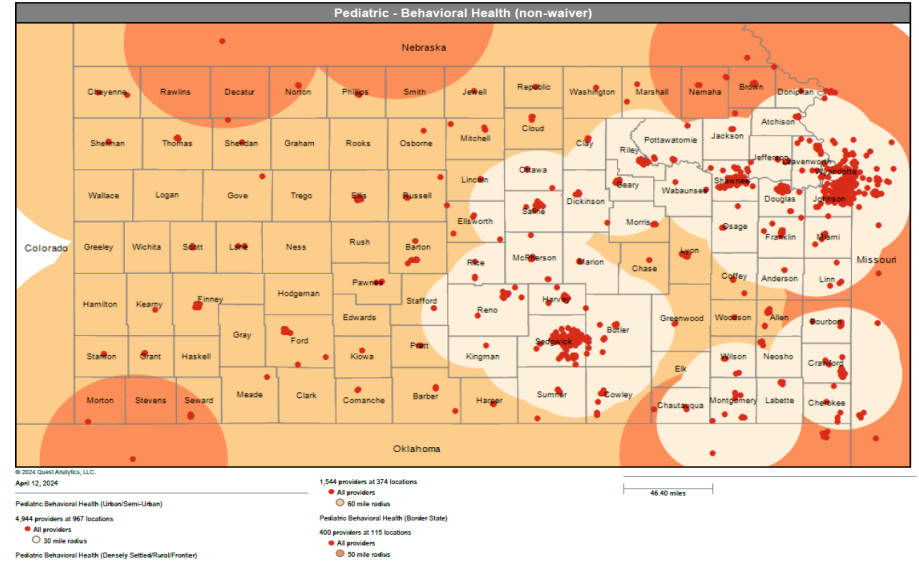 Pediatric - Behavioral Health (non-waiver)
Nebraska
Cheyenne Rawlins Decatur Norton Phillips Smith Jewell Republic Washington Marshall Nemaha Brown Doniphan
Atchison
Sherman Thomas Sheridan Graham Rooks Osborne Mitchell Cloud Clay Riley Pottawatomie Jackson
Jefferson Leavenworth
Wyandotte
Wallace Logan Gove Trego Ellis Russell Lincoln Ottawa Dickinson Geary Wabaunsee Shawnee Douglas Johnson
Saline
Ellsworth Morris Osage Franklin Miami
Colorado Greeley Wichita Scott Lane Ness Rush Barton Rice McPherson Marion Chase Lyon Missouri
Coffey Anderson Linn
Hamilton Kearny Finney Hodgeman Pawnee Stafford Reno Harvey
Gray Ford Edwards Sedgwick Butler Greenwood Woodson Allen Bourbon
Stanton Grant Haskell Kiowa Pratt Kingman Elk Wilson Neosho Crawford
Morton Stevens Seward Meade Clark Comanche Barber Harper Sumner Cowley Chautauqua Montgomery Labette Cherokee
Oklahoma
© 2024 Quest Analytics, LLC.
April 12, 2024
Pediatric Behavioral Health (Urban/Semi-Urban)
4,944 providers at 967 locations
All providers
30 mile radius
Pediatric Behavioral Health (Densely Settled/Rural/Frontier)
1,544 providers at 374 locations
All providers
60 mile radius
Pediatric Behavioral Health (Border State)
400 providers at 115 locations
All providers
50 mile radius
46.40 miles